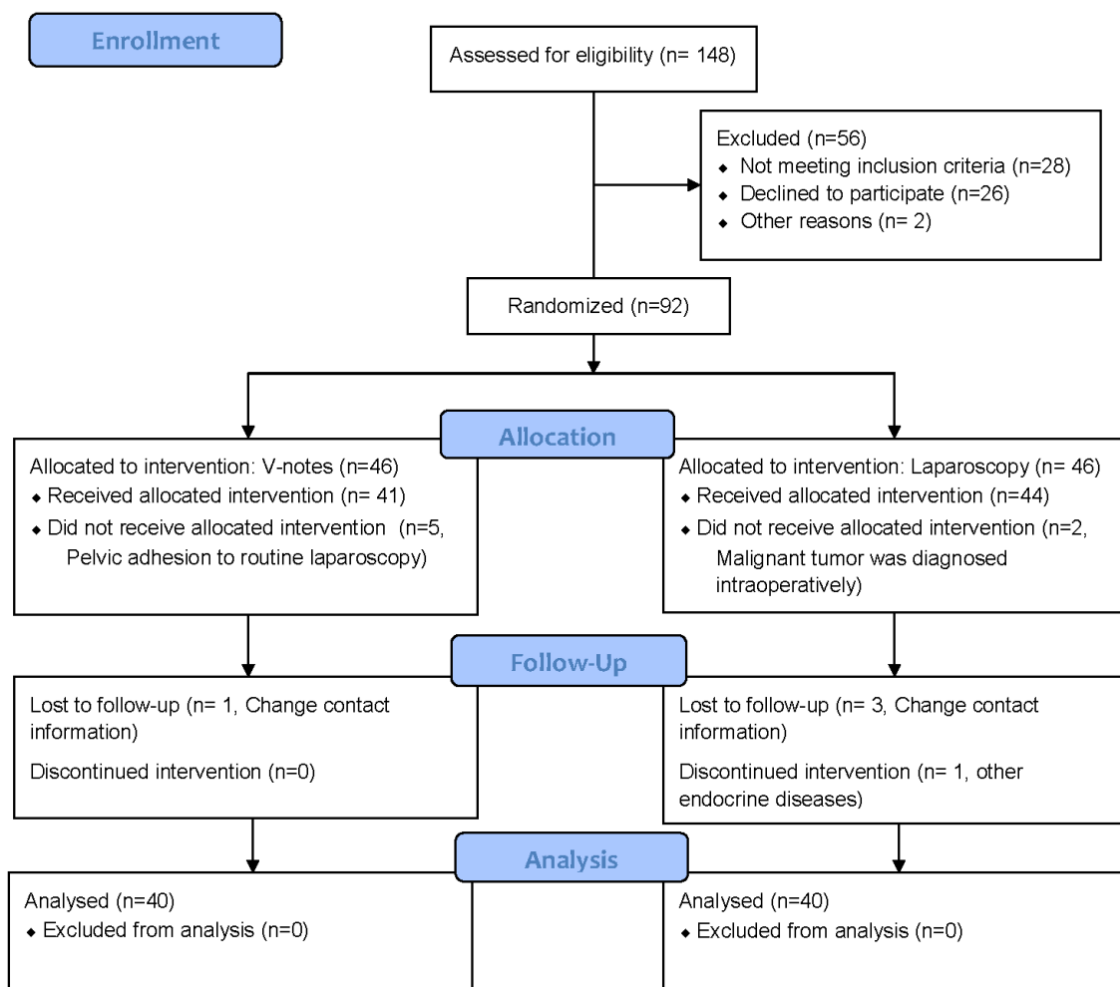 Enrollment
Assessed for eligibility (n= 148)
Excluded (n=56)
⬥ Not meeting inclusion criteria (n=28)
⬥ Declined to participate (n=26)
⬥ Other reasons (n= 2)
Randomized (n=92)
Allocation
Allocated to intervention: V-notes (n=46)
⬥ Received allocated intervention (n= 41)
⬥ Did not receive allocated intervention (n=5,
Pelvic adhesion to routine laparoscopy)
Allocated to intervention: Laparoscopy (n= 46)
⬥ Received allocated intervention (n=44)
⬥ Did not receive allocated intervention (n=2,
Malignant tumor was diagnosed
intraoperatively)
Follow-Up
Lost to follow-up (n= 1, Change contact
information)
Discontinued intervention (n=0)
Lost to follow-up (n= 3, Change contact
information)
Discontinued intervention (n= 1, other
endocrine diseases)
Analysis
Analysed (n=40)
⬥ Excluded from analysis (n=0)
Analysed (n=40)
⬥ Excluded from analysis (n=0)